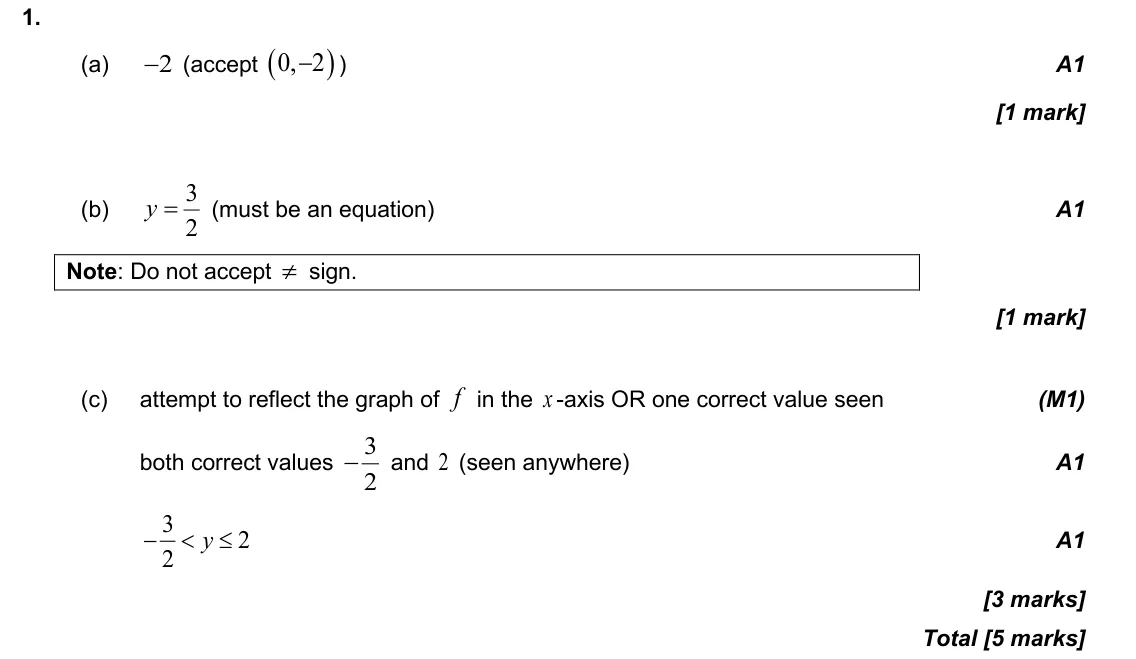 1.
(a) −2 (accept (0,−2)) A1
[1 mark]
(b) y = 3/2 (must be an equation) A1
Note: Do not accept ≠ sign.
[1 mark]
(c) attempt to reflect the graph of f in the x-axis OR one correct value seen (M1)
both correct values −3/2 and 2 (seen anywhere) A1
−3/2 < y ≤ 2 A1
[3 marks]
Total [5 marks]